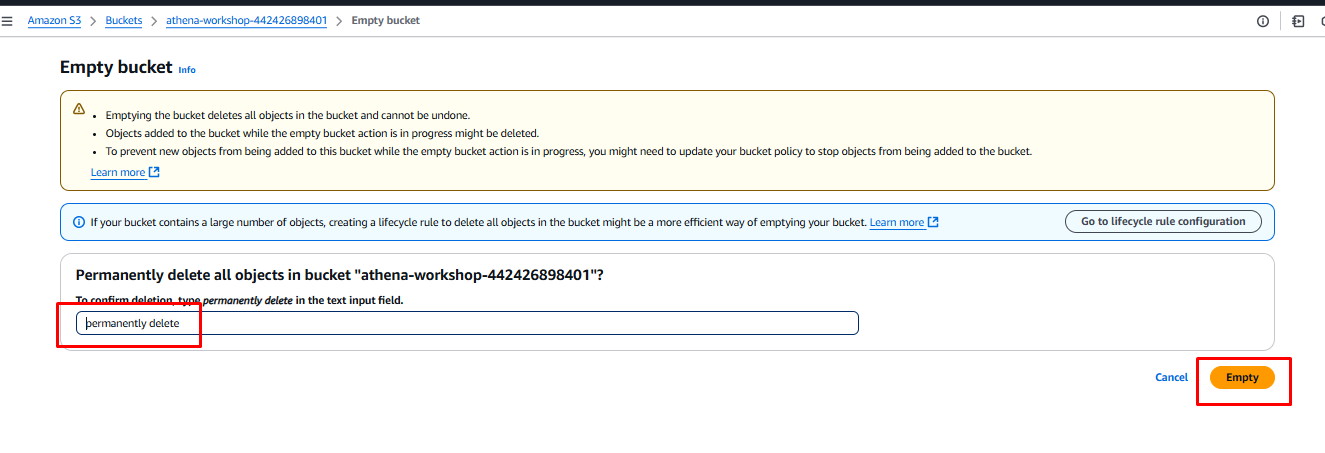 Amazon S3 > Buckets > athena-workshop-442426898401 > Empty bucket
Empty bucket Info
• Emptying the bucket deletes all objects in the bucket and cannot be undone.
• Objects added to the bucket while the empty bucket action is in progress might be deleted.
• To prevent new objects from being added to this bucket while the empty bucket action is in progress, you might need to update your bucket policy to stop objects from being added to the bucket.
Learn more
If your bucket contains a large number of objects, creating a lifecycle rule to delete all objects in the bucket might be a more efficient way of emptying your bucket. Learn more Go to lifecycle rule configuration
Permanently delete all objects in bucket "athena-workshop-442426898401"?
To confirm deletion, type permanently delete in the text input field.
permanently delete
Cancel Empty